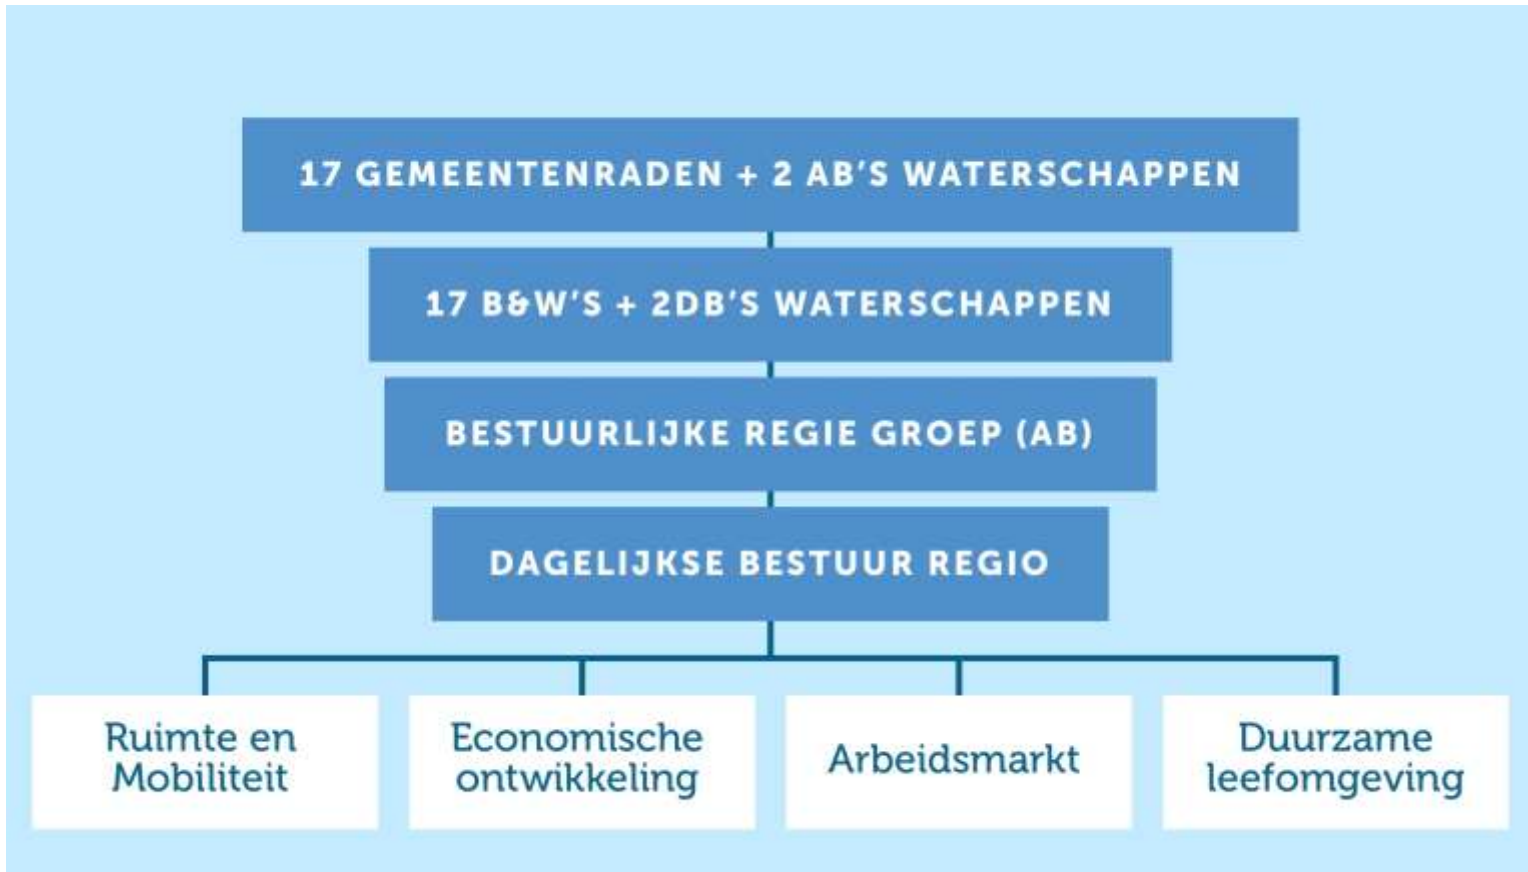 17 GEMEENTENRADEN + 2 AB'S WATERSCHAPPEN
17 B&W'S + 2DB'S WATERSCHAPPEN
BESTUURLIJKE REGIE GROEP (AB)
DAGELIJKSE BESTUUR REGIO
Ruimte en
Mobiliteit
Economische
ontwikkeling
Arbeidsmarkt
Duurzame
leefomgeving